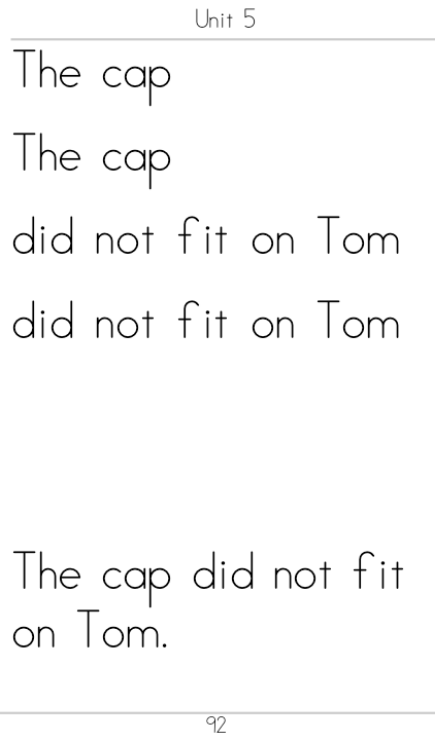 Unit 5
The cap
The cap
did not fit on Tom
did not fit on Tom
The cap did not fit
on Tom.
92